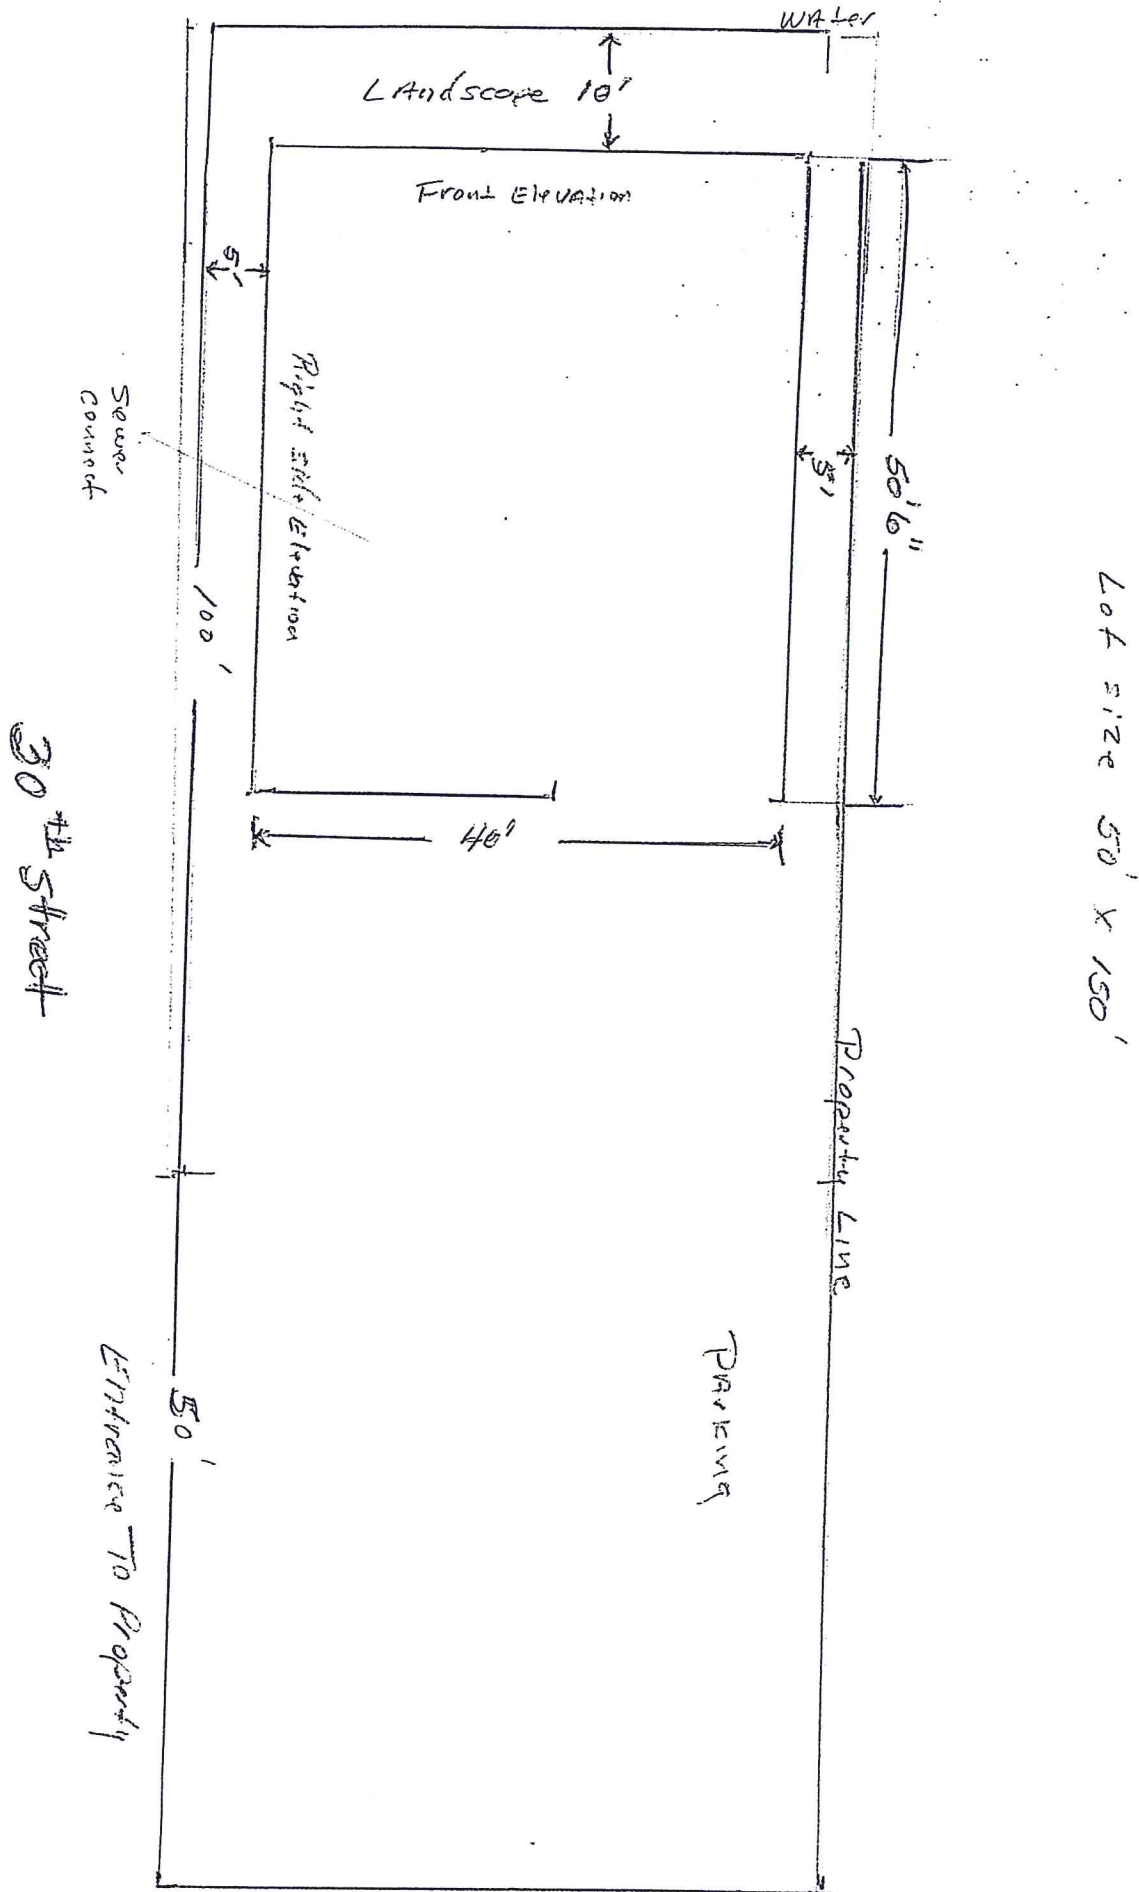 Water
Landscape 10'
Front Elevation
5'
5'
50'6"
Lot size 50' x 150'
Right Side Elevation
Sewer
Connect
100'
40'
30th Street
Property Line
Parking
50'
Entrance To Property